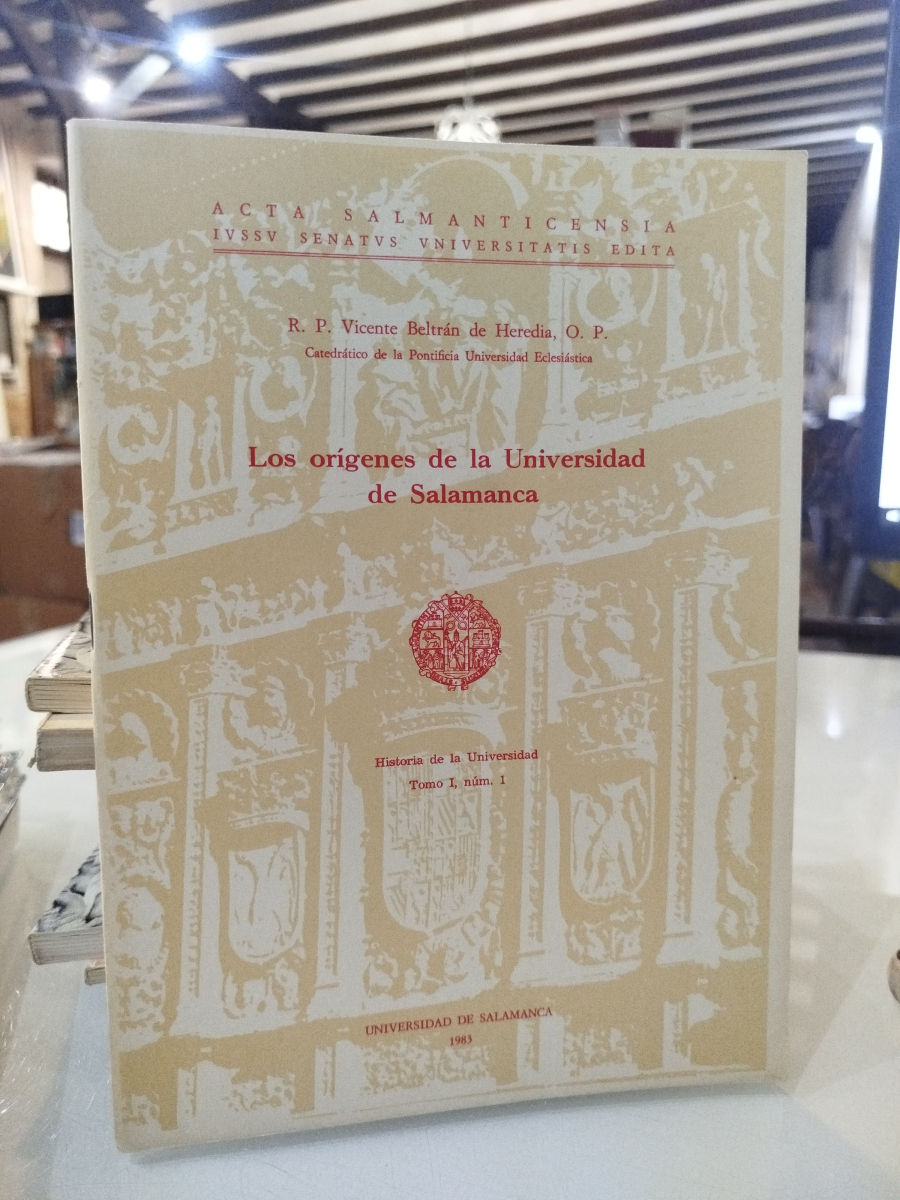 ACTA SALMANTICENSIA
IVSSV SENATVS VNIVERSITATIS EDITA
R. P. Vicente Beltrán de Heredia, O. P.
Catedrático de la Pontificia Universidad Eclesiástica
Los orígenes de la Universidad
de Salamanca
Historia de la Universidad
Tomo I, núm. 1
UNIVERSIDAD DE SALAMANCA
1983